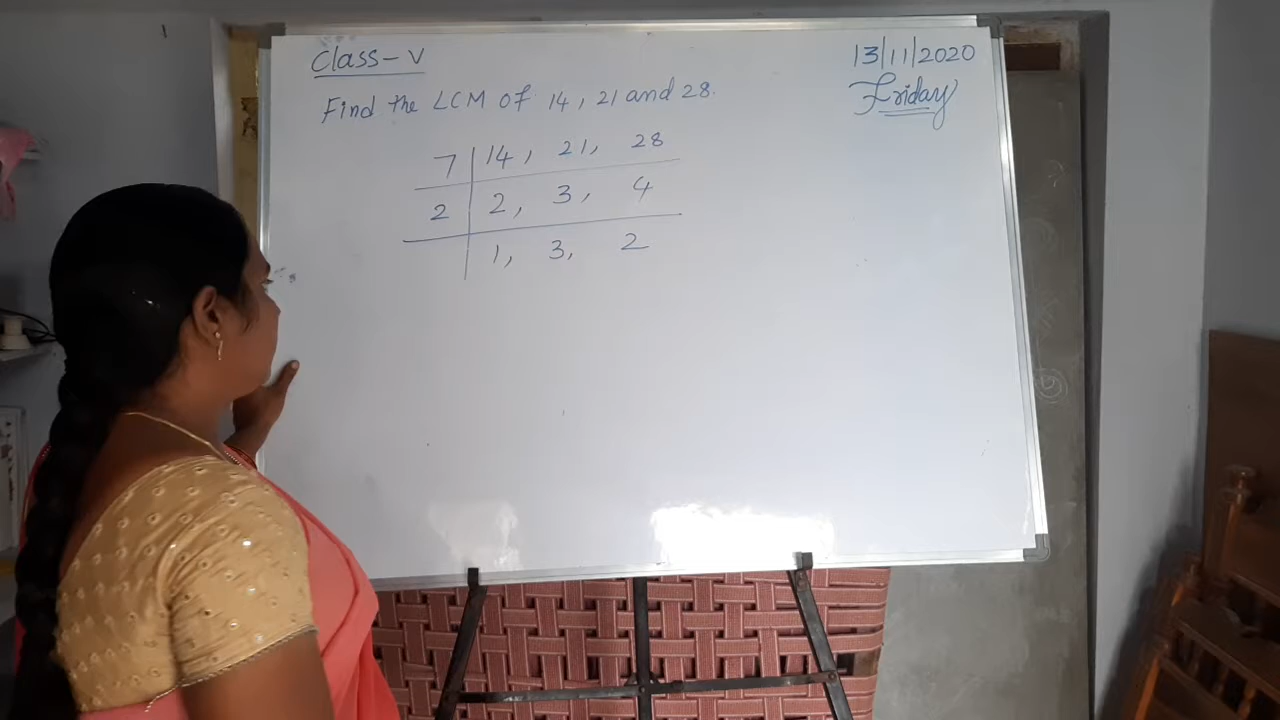 Class - V
13/11/2020
Friday
Find the LCM of 14, 21 and 28.
7 | 14, 21, 28
2 | 2, 3, 4
| 1, 3, 2